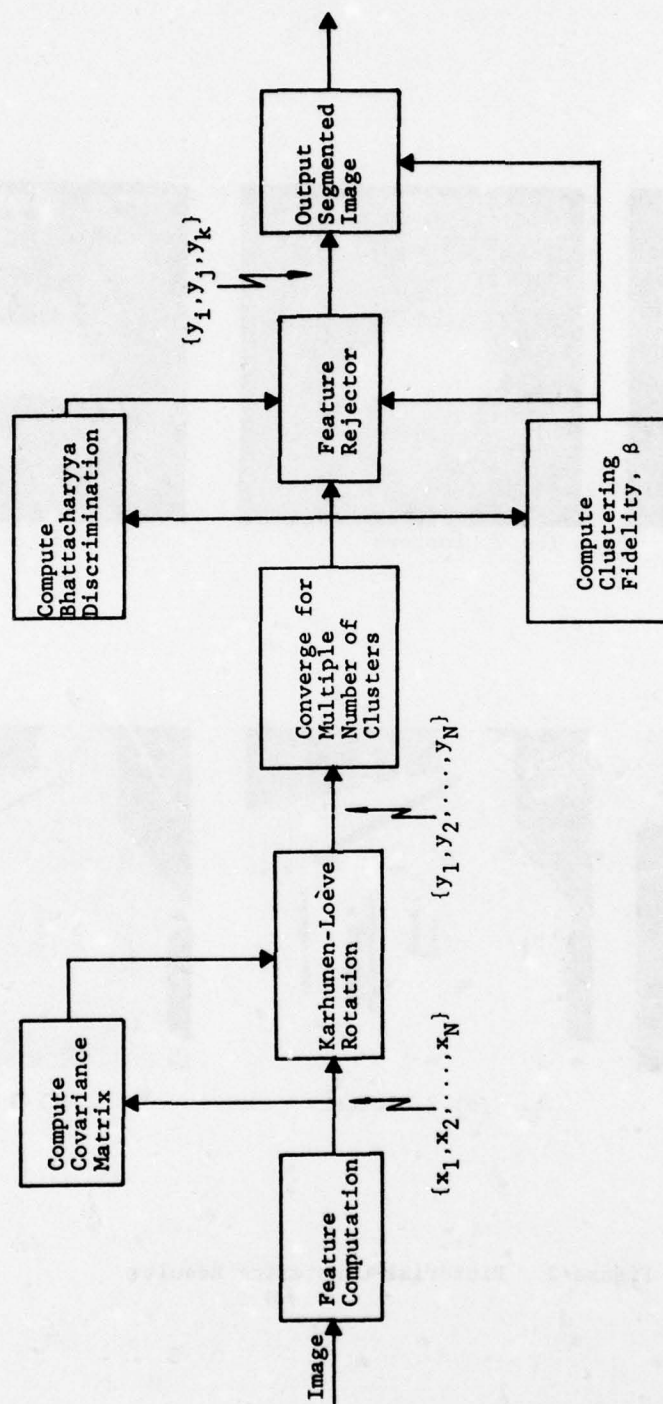 Image
Feature
Computation
{x1,x2,...,xN}
Compute
Covariance
Matrix
Karhunen-Loève
Rotation
{y1,y2,....,yN}
Converge for
Multiple
Number of
Clusters
Compute
Bhattacharyya
Discrimination
Feature
Rejector
Compute
Clustering
Fidelity, β
{yi,yj,yk}
Output
Segmented
Image